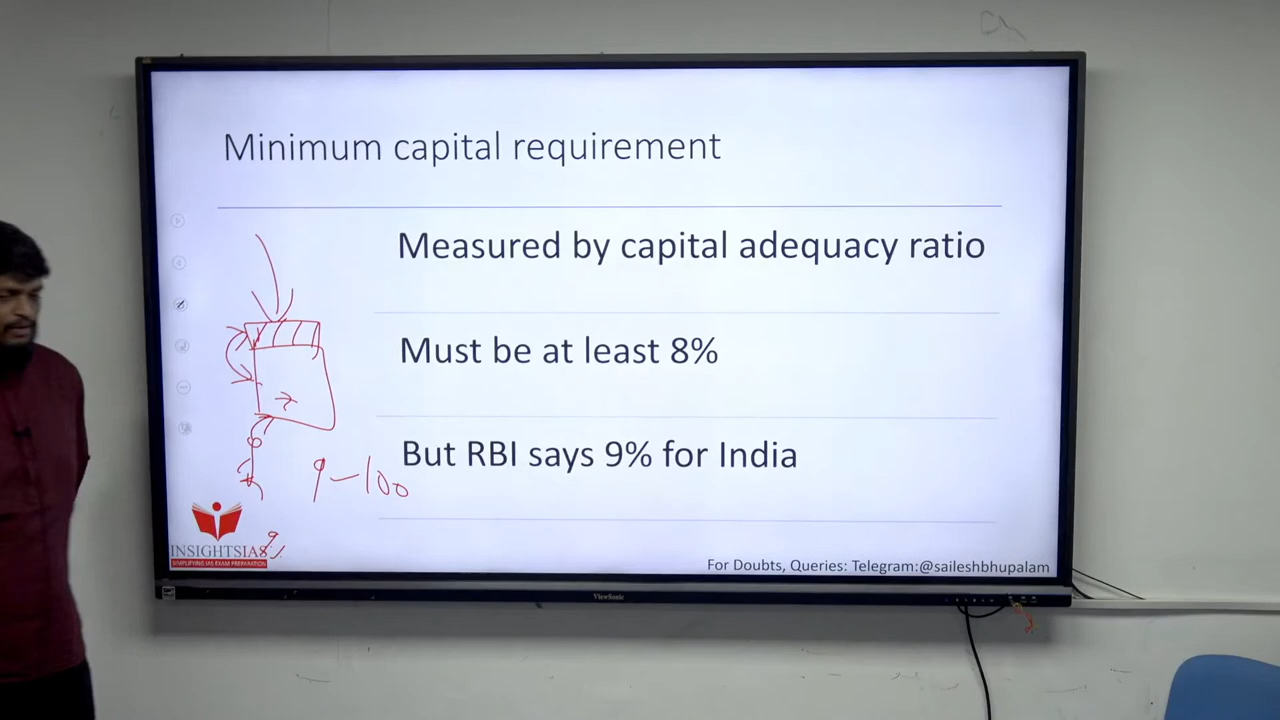 Minimum capital requirement
Measured by capital adequacy ratio
Must be at least 8%
But RBI says 9% for India
9-100
INSIGHTSIAS
SIMPLIFYING IAS EXAM PREPARATION
For Doubts, Queries: Telegram:@saileshbhupalam
ViewSonic